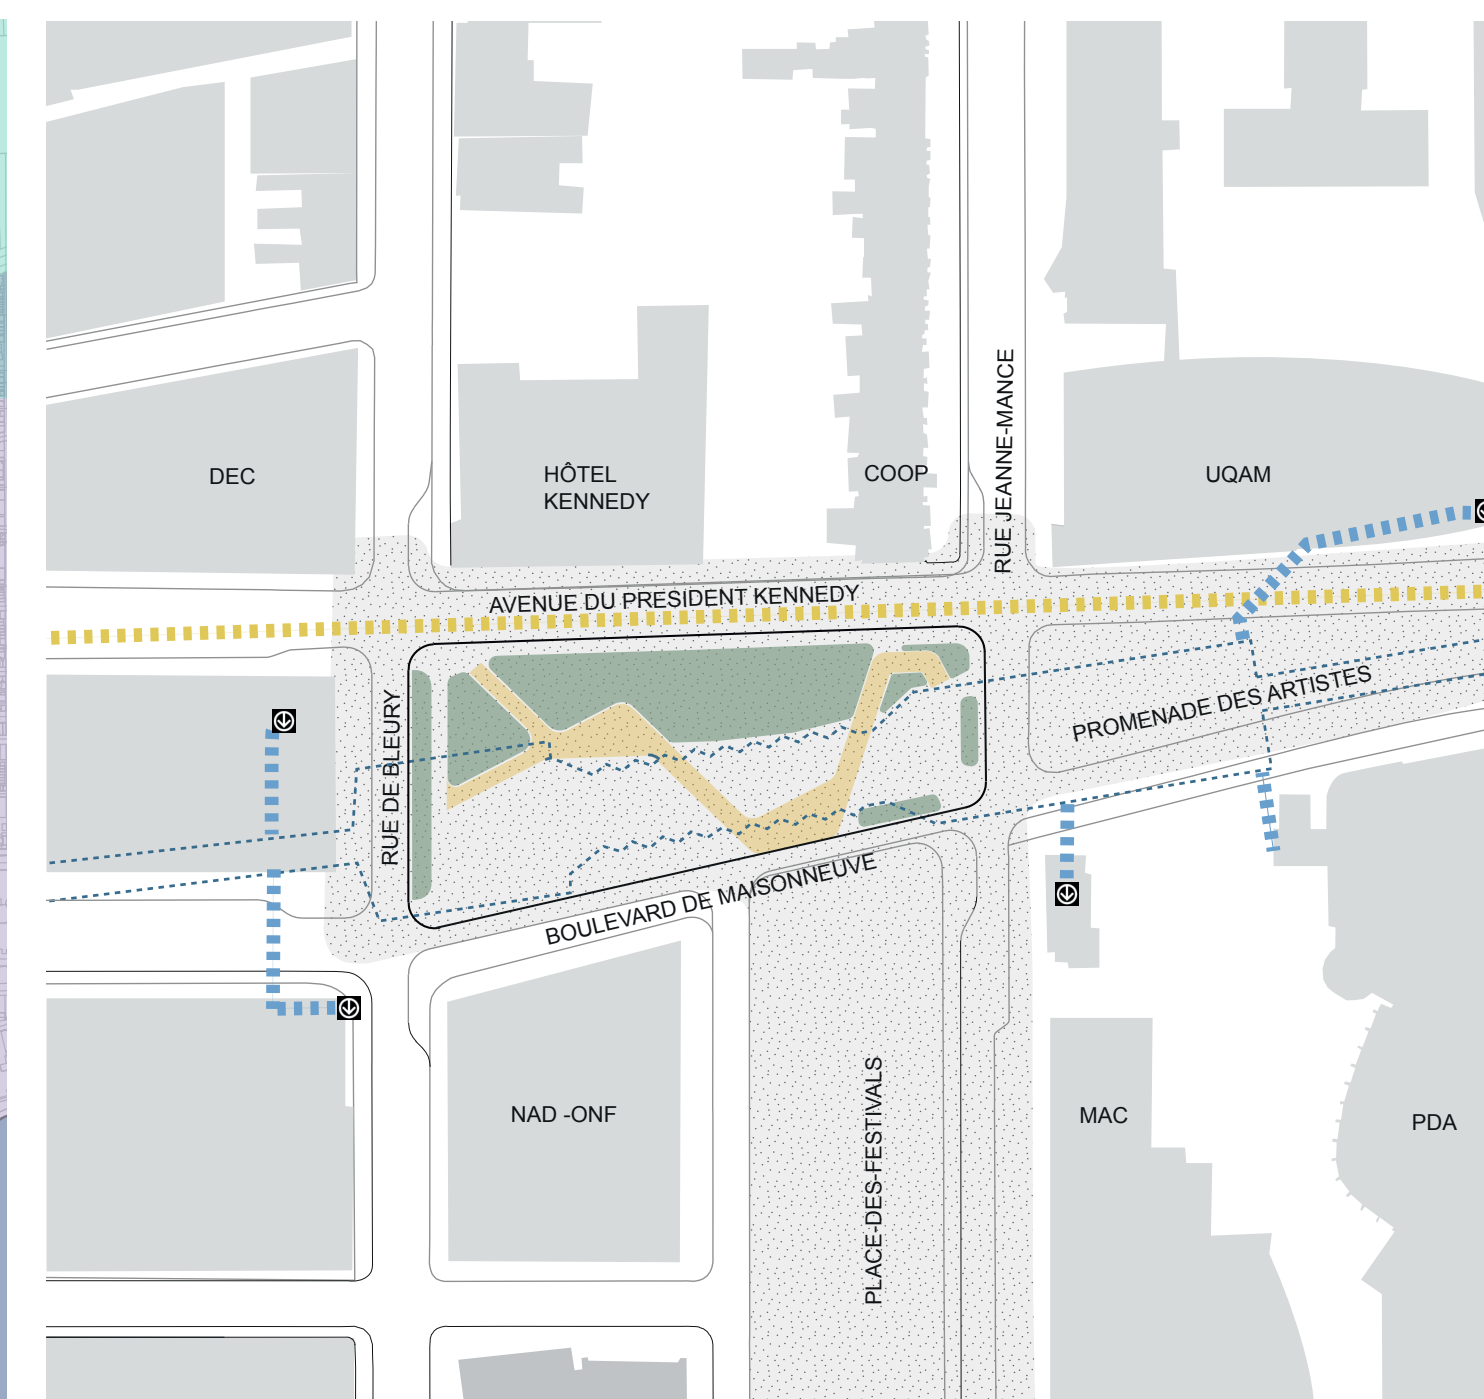 RUE JEANNE-MANCE
DEC
HÔTEL
KENNEDY
COOP
UQAM
AVENUE DU PRESIDENT KENNEDY
RUE DE BLEURY
PROMENADE DES ARTISTES
BOULEVARD DE MAISONNEUVE
PLACE-DES-FESTIVALS
NAD -ONF
MAC
PDA